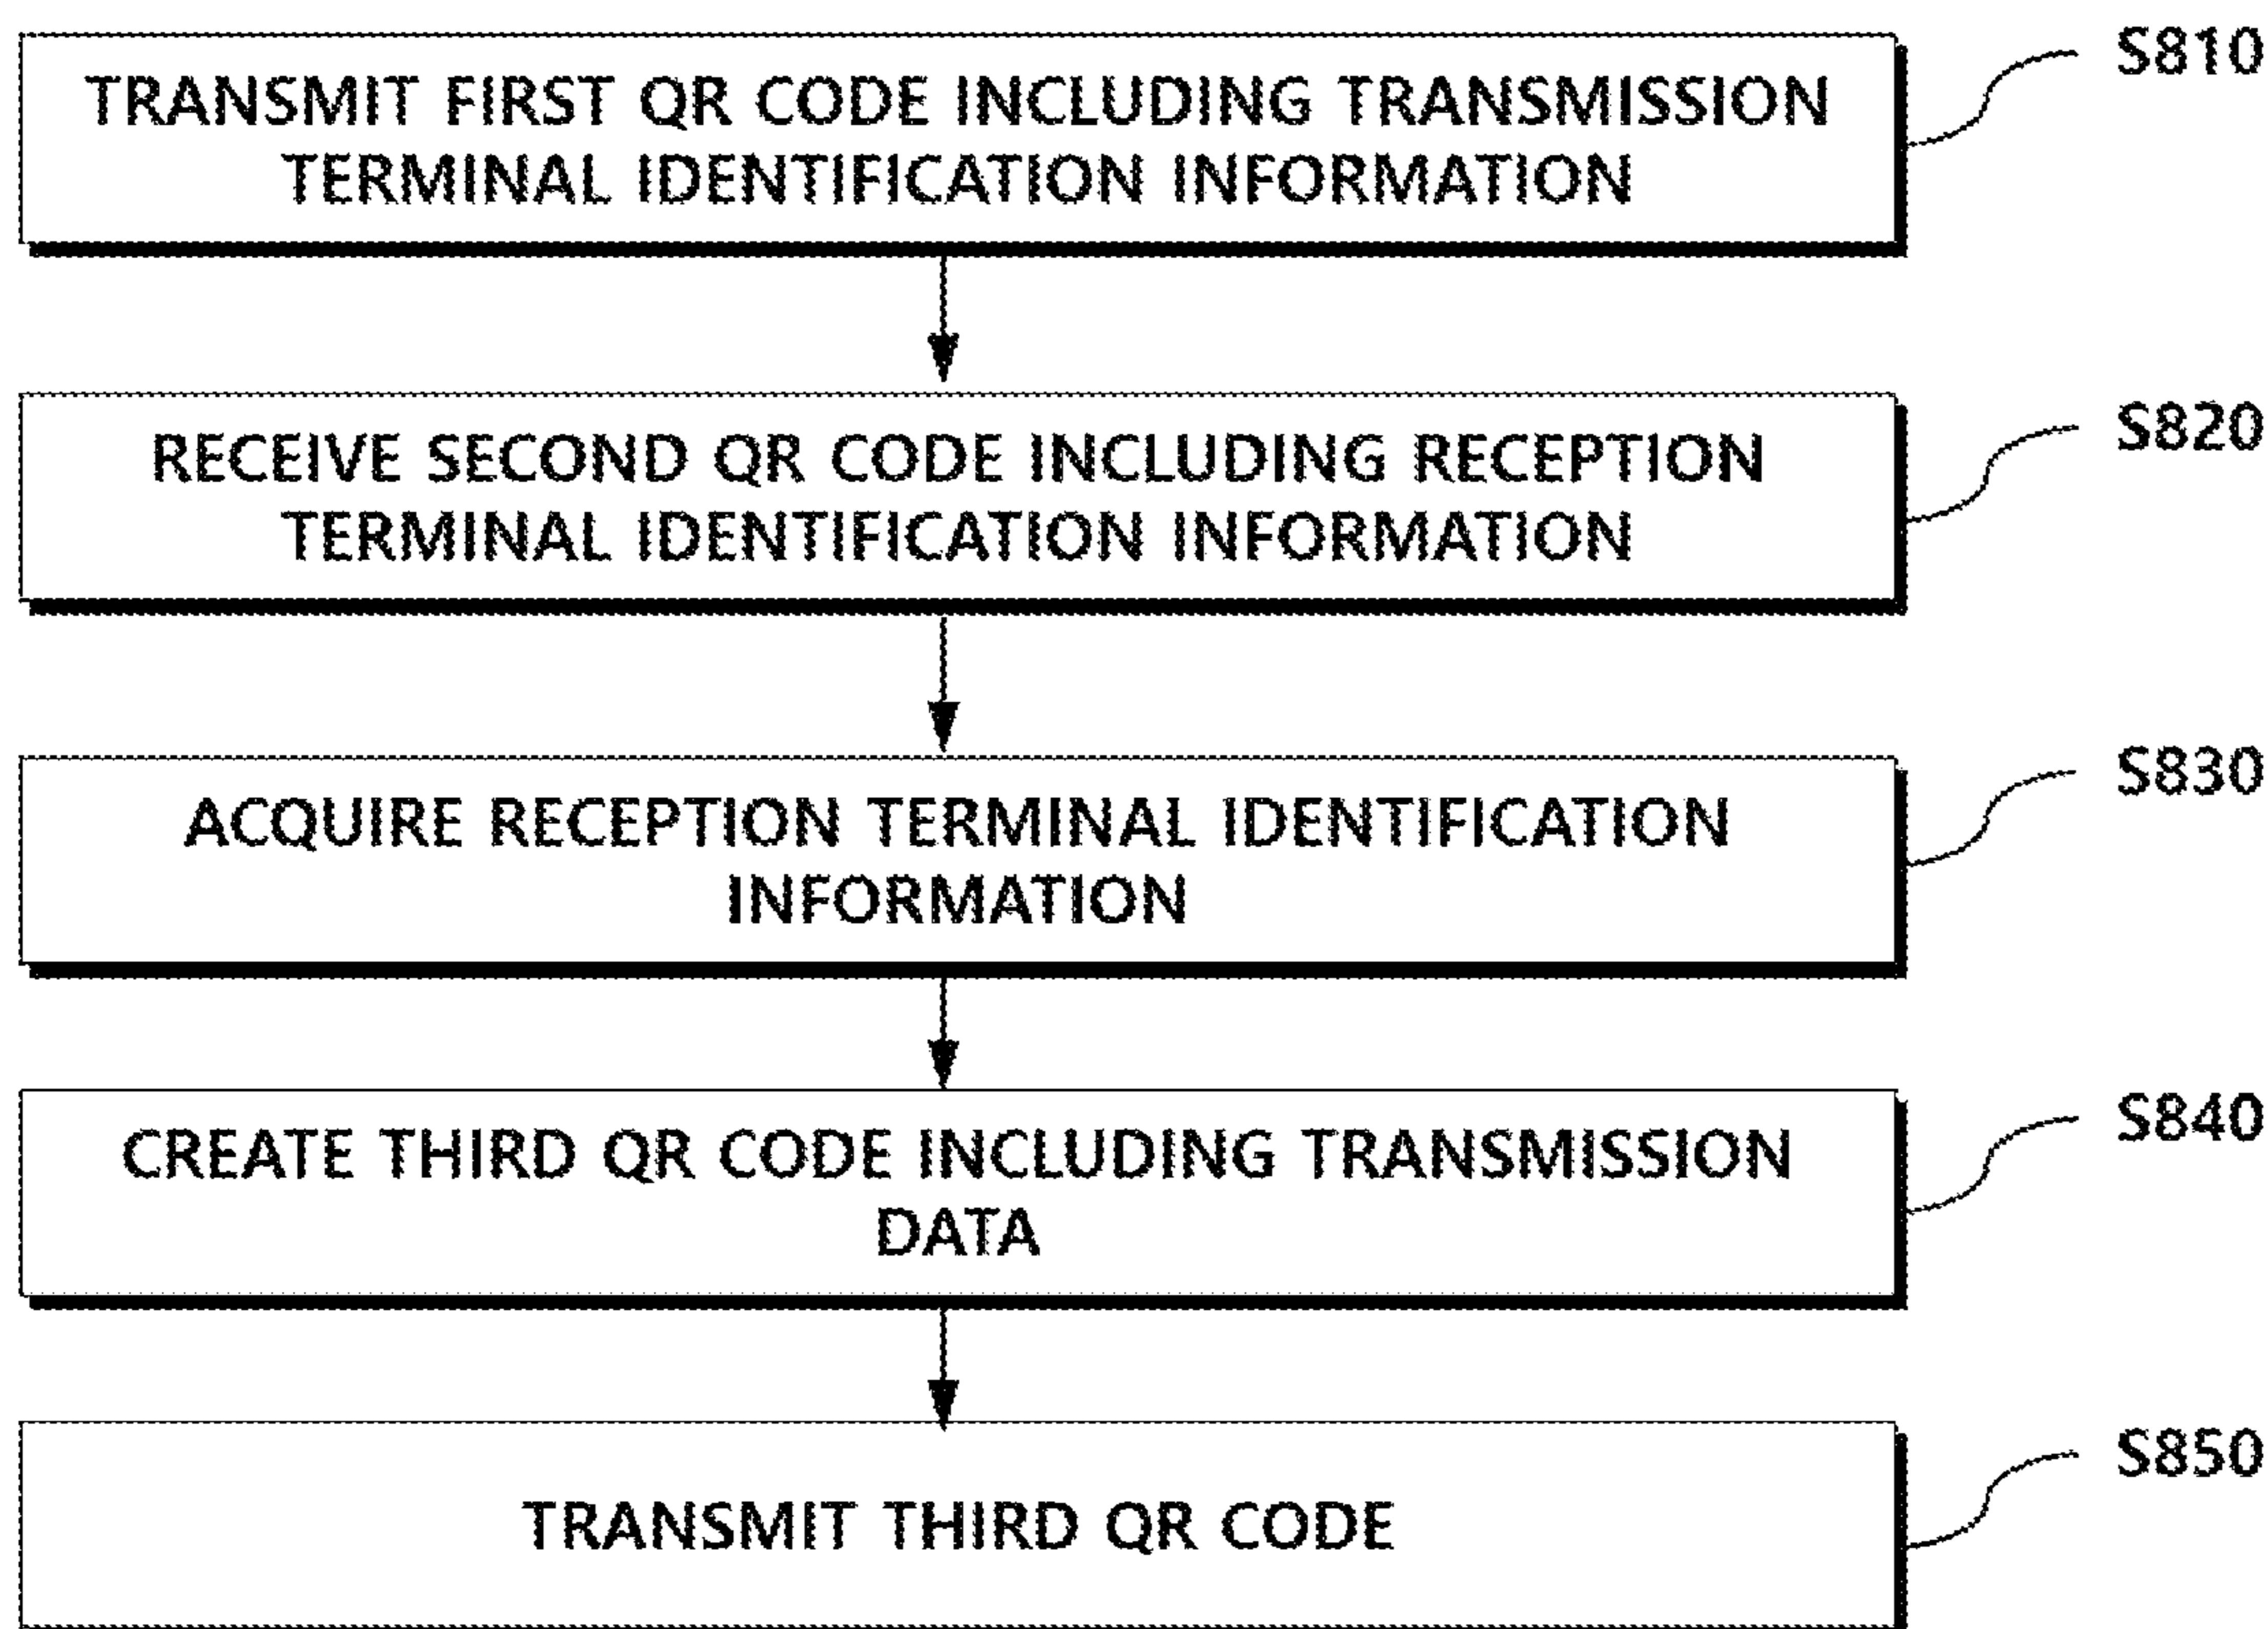 S810
TRANSMIT FIRST QR CODE INCLUDING TRANSMISSION
TERMINAL IDENTIFICATION INFORMATION
S820
RECEIVE SECOND QR CODE INCLUDING RECEPTION
TERMINAL IDENTIFICATION INFORMATION
S830
ACQUIRE RECEPTION TERMINAL IDENTIFICATION
INFORMATION
S840
CREATE THIRD QR CODE INCLUDING TRANSMISSION
DATA
S850
TRANSMIT THIRD QR CODE